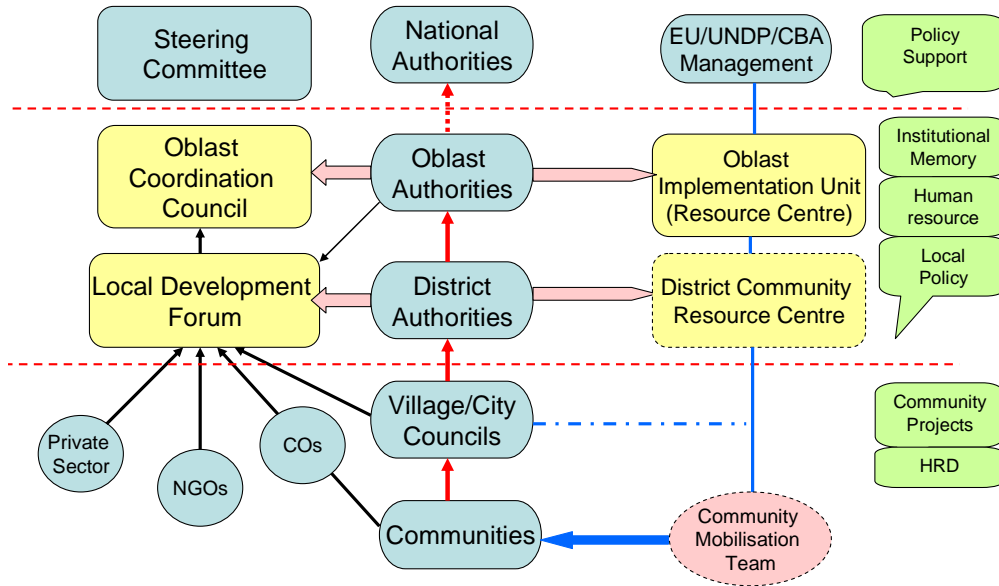 Steering
Committee
National
Authorities
EU/UNDP/CBA
Management
Policy
Support
Oblast
Coordination
Council
Oblast
Authorities
Oblast
Implementation Unit
(Resource Centre)
Institutional
Memory
Human
resource
Local
Policy
Local Development
Forum
District
Authorities
District Community
Resource Centre
Village/City
Councils
Community
Projects
HRD
Private
Sector
NGOs
COs
Communities
Community
Mobilisation
Team